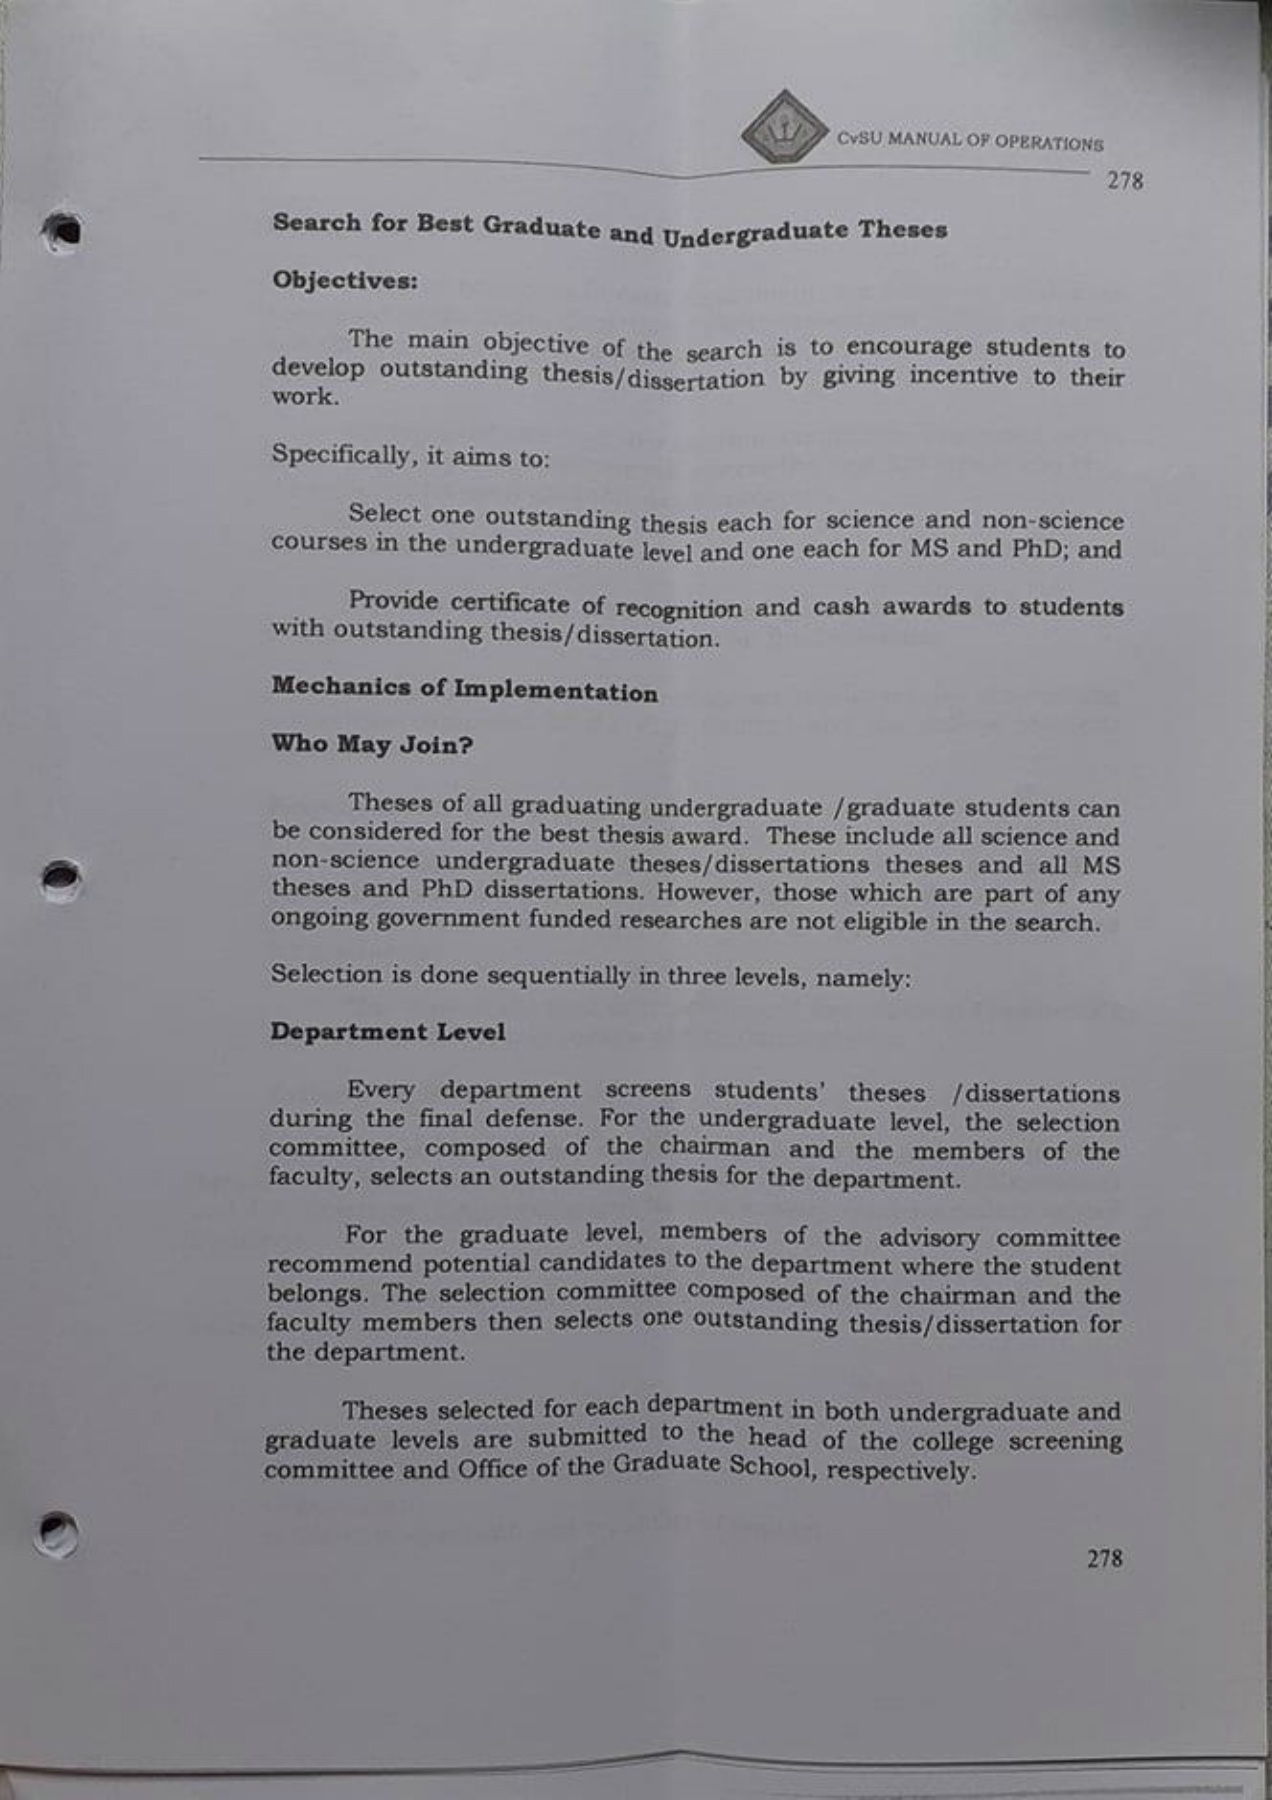 CvSU MANUAL OF OPERATIONS
278
Search for Best Graduate and Undergraduate Theses
Objectives:
The main objective of the search is to encourage students to
develop outstanding thesis/dissertation by giving incentive to their
work.
Specifically, it aims to:
Select one outstanding thesis each for science and non-science
courses in the undergraduate level and one each for MS and PhD; and
Provide certificate of recognition and cash awards to students
with outstanding thesis/dissertation.
Mechanics of Implementation
Who May Join?
Theses of all graduating undergraduate /graduate students can
be considered for the best thesis award. These include all science and
non-science undergraduate theses/dissertations theses and all MS
theses and PhD dissertations. However, those which are part of any
ongoing government funded researches are not eligible in the search.
Selection is done sequentially in three levels, namely:
Department Level
Every department screens students' theses /dissertations
during the final defense. For the undergraduate level, the selection
committee, composed of the chairman and the members of the
faculty, selects an outstanding thesis for the department.
For the graduate level, members of the advisory committee
recommend potential candidates to the department where the student
belongs. The selection committee composed of the chairman and the
faculty members then selects one outstanding thesis/dissertation for
the department.
Theses selected for each department in both undergraduate and
graduate levels are submitted to the head of the college screening
committee and Office of the Graduate School, respectively.
278